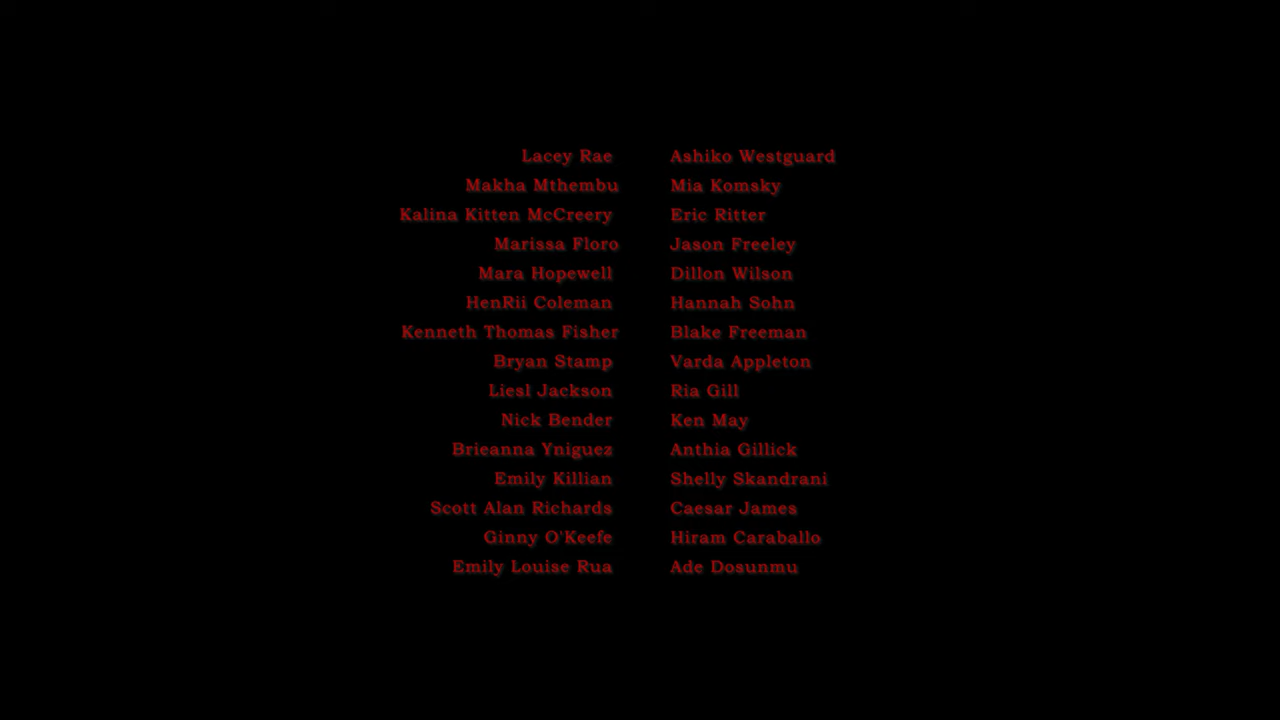 Lacey Rae Ashiko Westguard
Makha Mthembu Mia Komsky
Kalina Kitten McCreery Eric Ritter
Marissa Floro Jason Freeley
Mara Hopewell Dillon Wilson
HenRii Coleman Hannah Sohn
Kenneth Thomas Fisher Blake Freeman
Bryan Stamp Varda Appleton
Liesl Jackson Ria Gill
Nick Bender Ken May
Brieanna Yniguez Anthia Gillick
Emily Killian Shelly Skandrani
Scott Alan Richards Caesar James
Ginny O'Keefe Hiram Caraballo
Emily Louise Rua Ade Dosunmu